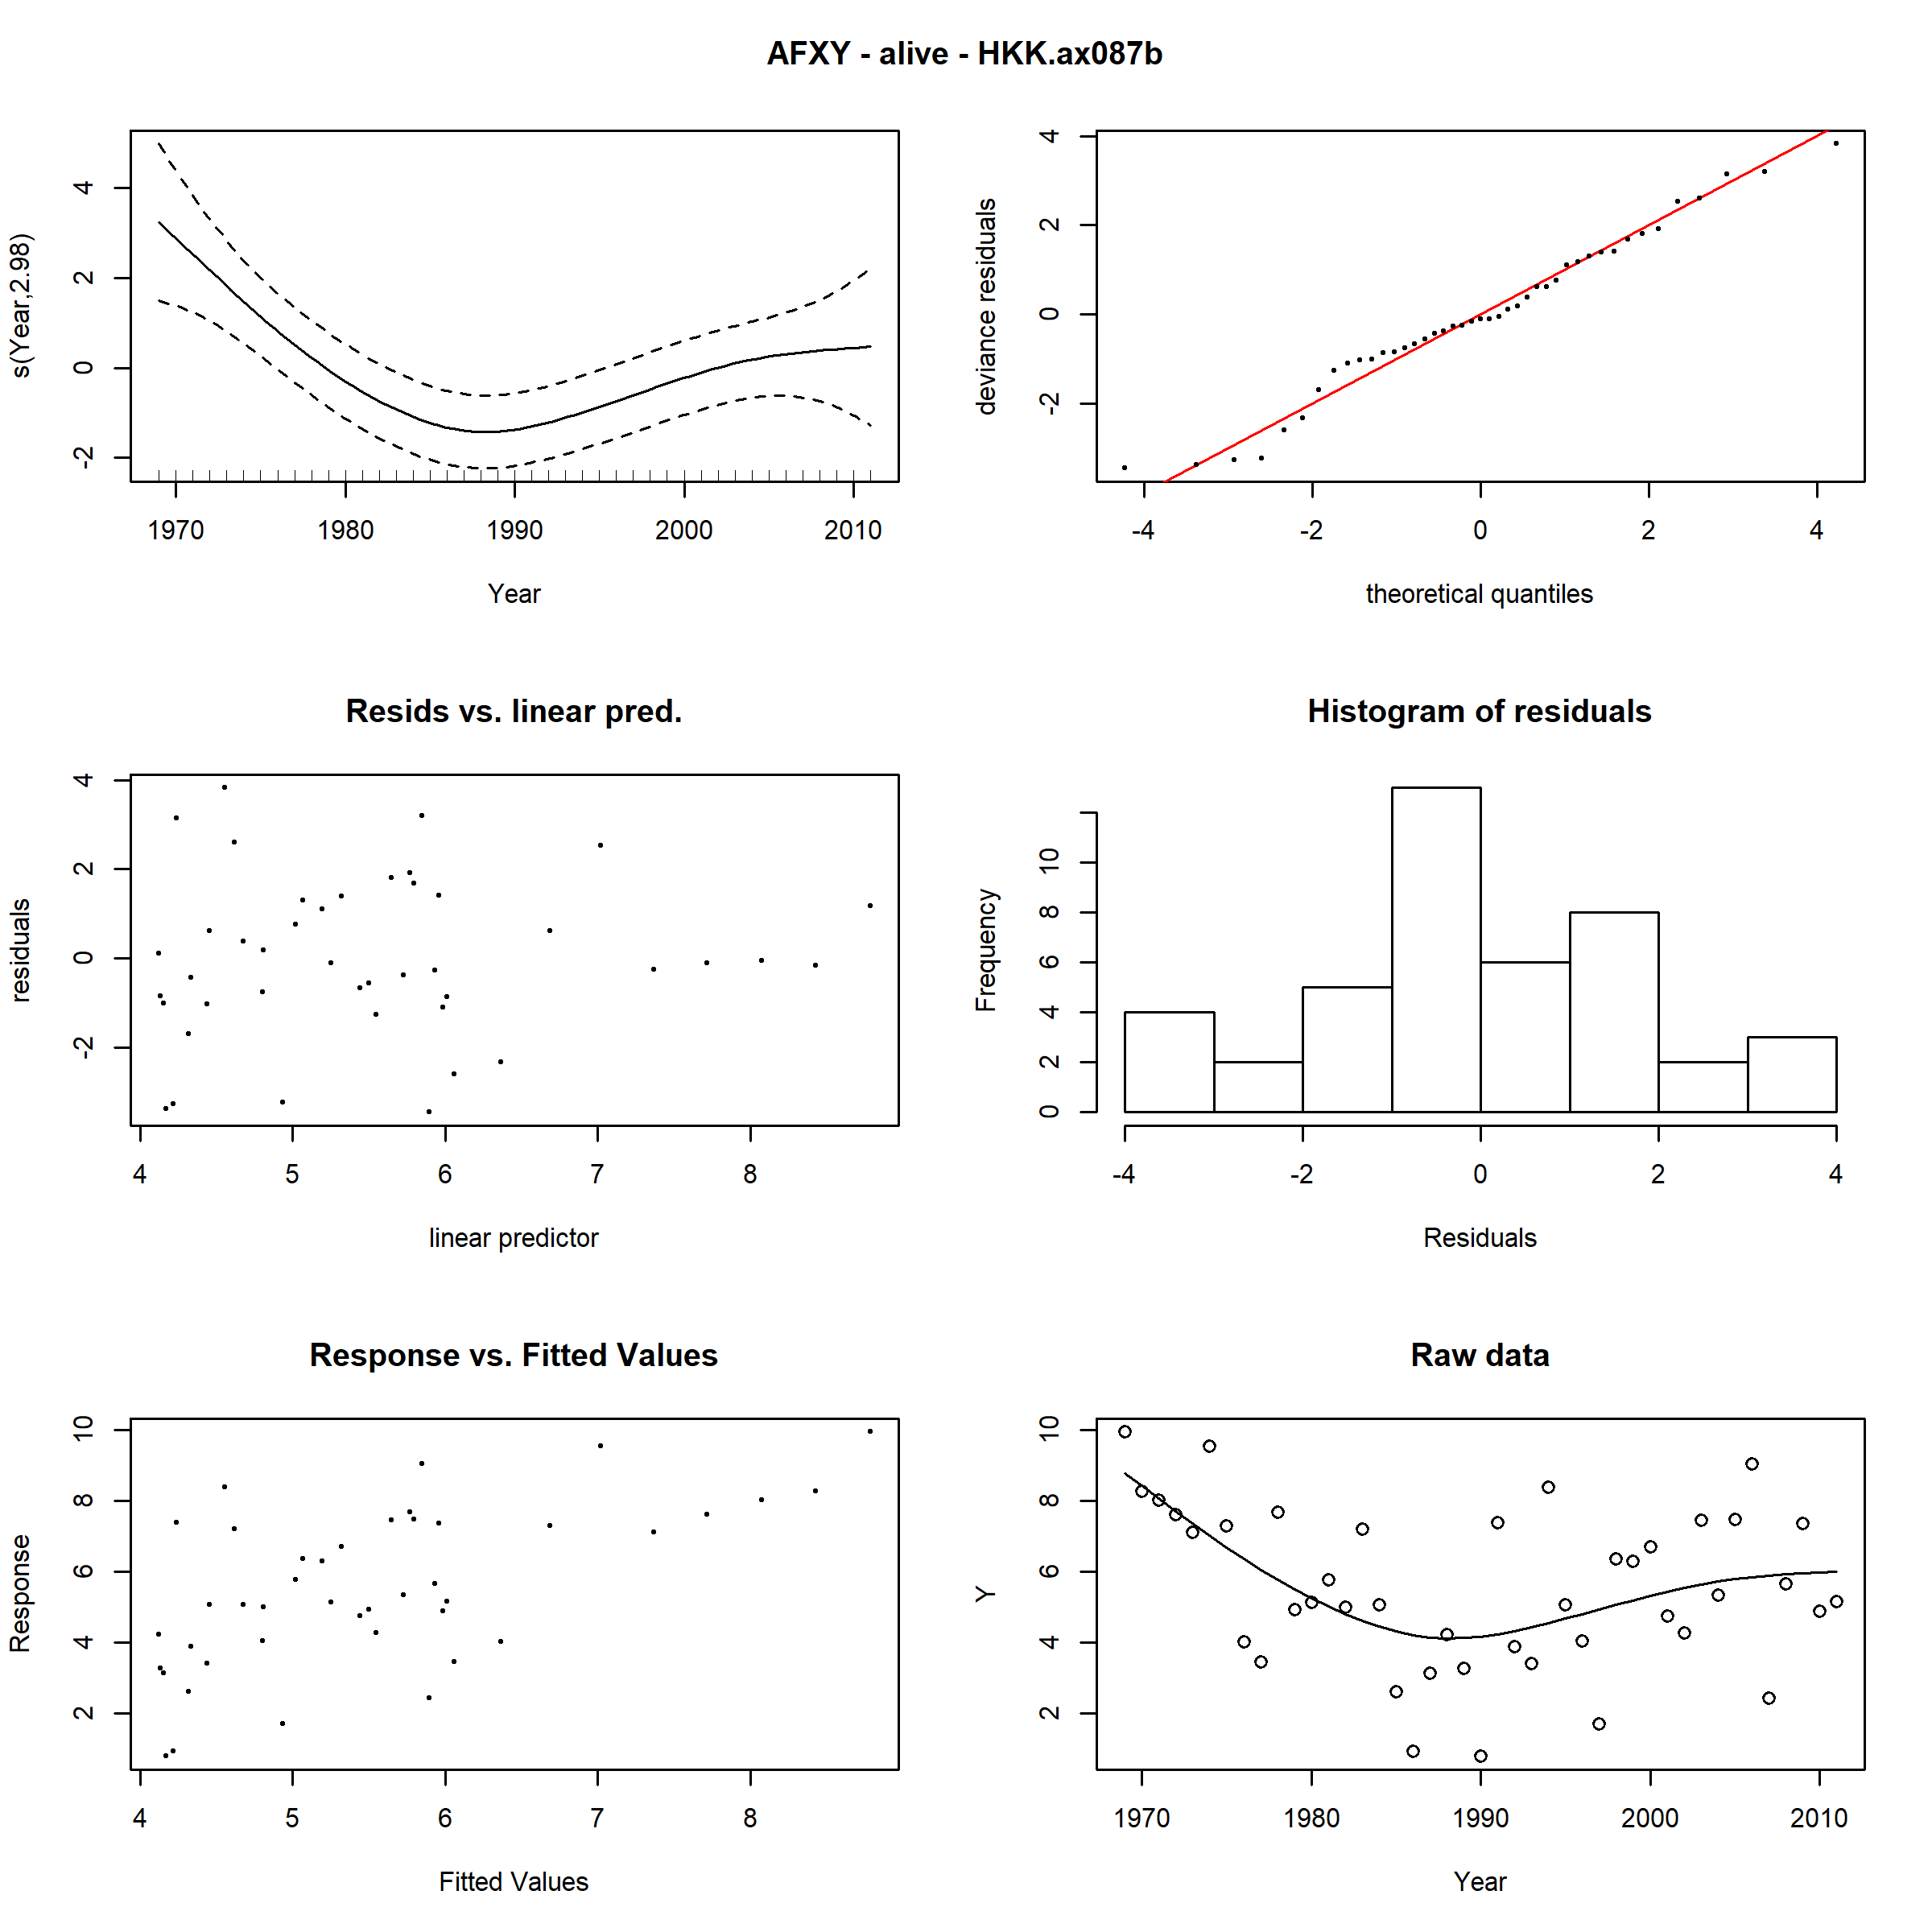 AFXY - alive - HKK.ax087b
s(Year,2.98)
4
2
0
-2
1970 1980 1990 2000 2010
Year
deviance residuals
4
2
0
-2
-4 -2 0 2 4
theoretical quantiles
Resids vs. linear pred.
residuals
4
2
0
-2
4 5 6 7 8
linear predictor
Histogram of residuals
Frequency
10
8
6
4
2
0
-4 -2 0 2 4
Residuals
Response vs. Fitted Values
Response
10
8
6
4
2
4 5 6 7 8
Fitted Values
Raw data
Y
10
8
6
4
2
1970 1980 1990 2000 2010
Year